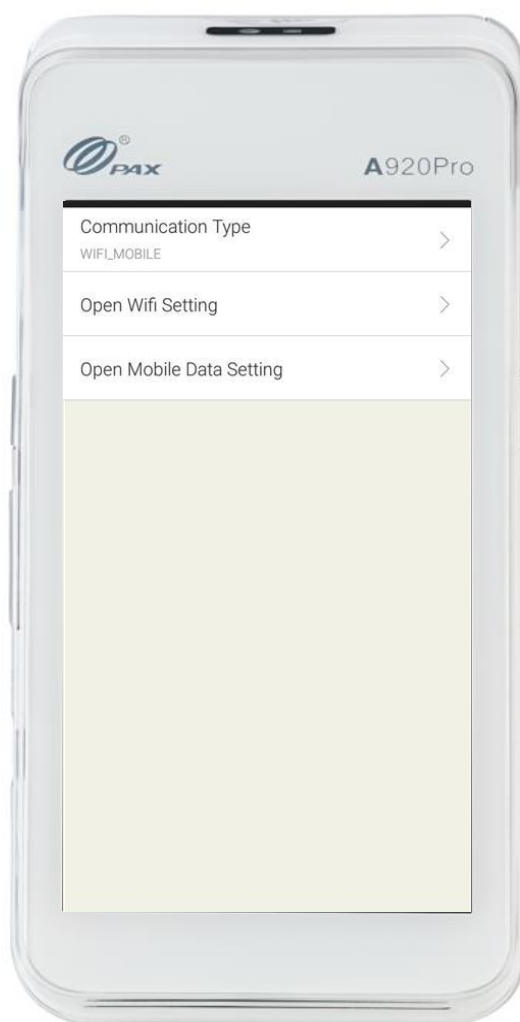 PAX®
A920Pro
Communication Type
WIFI_MOBILE
Open Wifi Setting
Open Mobile Data Setting